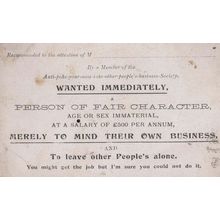 Recommended to the attention of M
By a Member of the
Anti-poke-your-nose-into-other-people's-business-Society.
WANTED IMMEDIATELY,
A
PERSON OF FAIR CHARACTER,
AGE OR SEX IMMATERIAL,
AT A SALARY OF £500 PER ANNUM,
MERELY TO MIND THEIR OWN BUSINESS,
AND
To leave other People's alone.
You might get the job but I'm sure you could not do it.